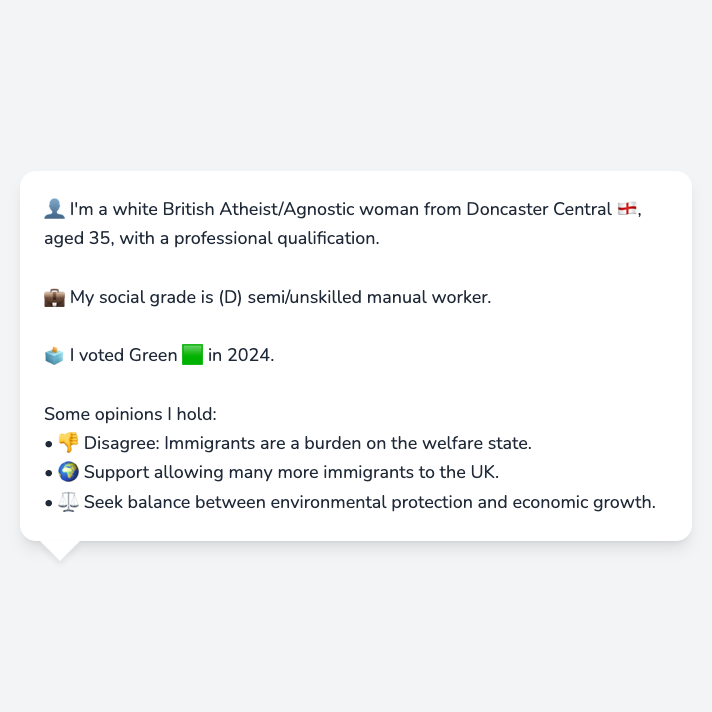 👤 I'm a white British Atheist/Agnostic woman from Doncaster Central 🏴󠁧󠁢󠁥󠁮󠁧󠁿,
aged 35, with a professional qualification.
💼 My social grade is (D) semi/unskilled manual worker.
🗳️ I voted Green 🟩 in 2024.
Some opinions I hold:
• 👎 Disagree: Immigrants are a burden on the welfare state.
• 🌍 Support allowing many more immigrants to the UK.
• ⚖️ Seek balance between environmental protection and economic growth.